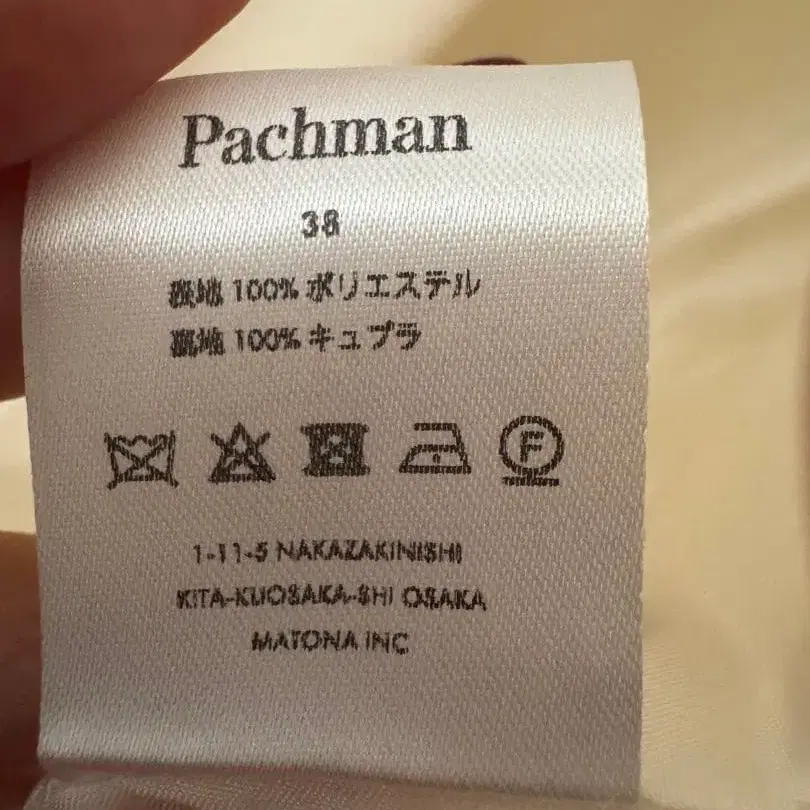 Pachman
38
表地 100% ポリエステル
裏地 100% キュプラ
F
1-11-5 NAKAZAKINISHI
KITA-KUOSAKA-SHI OSAKA
MATONA INC